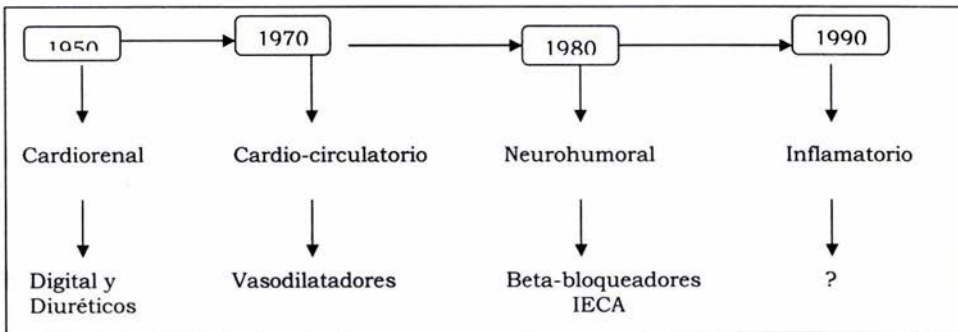 1950 1970 1980 1990
Cardiorenal Cardio-circulatorio Neurohumoral Inflamatorio
Digital y Vasodilatadores Beta-bloqueadores ?
Diuréticos IECA